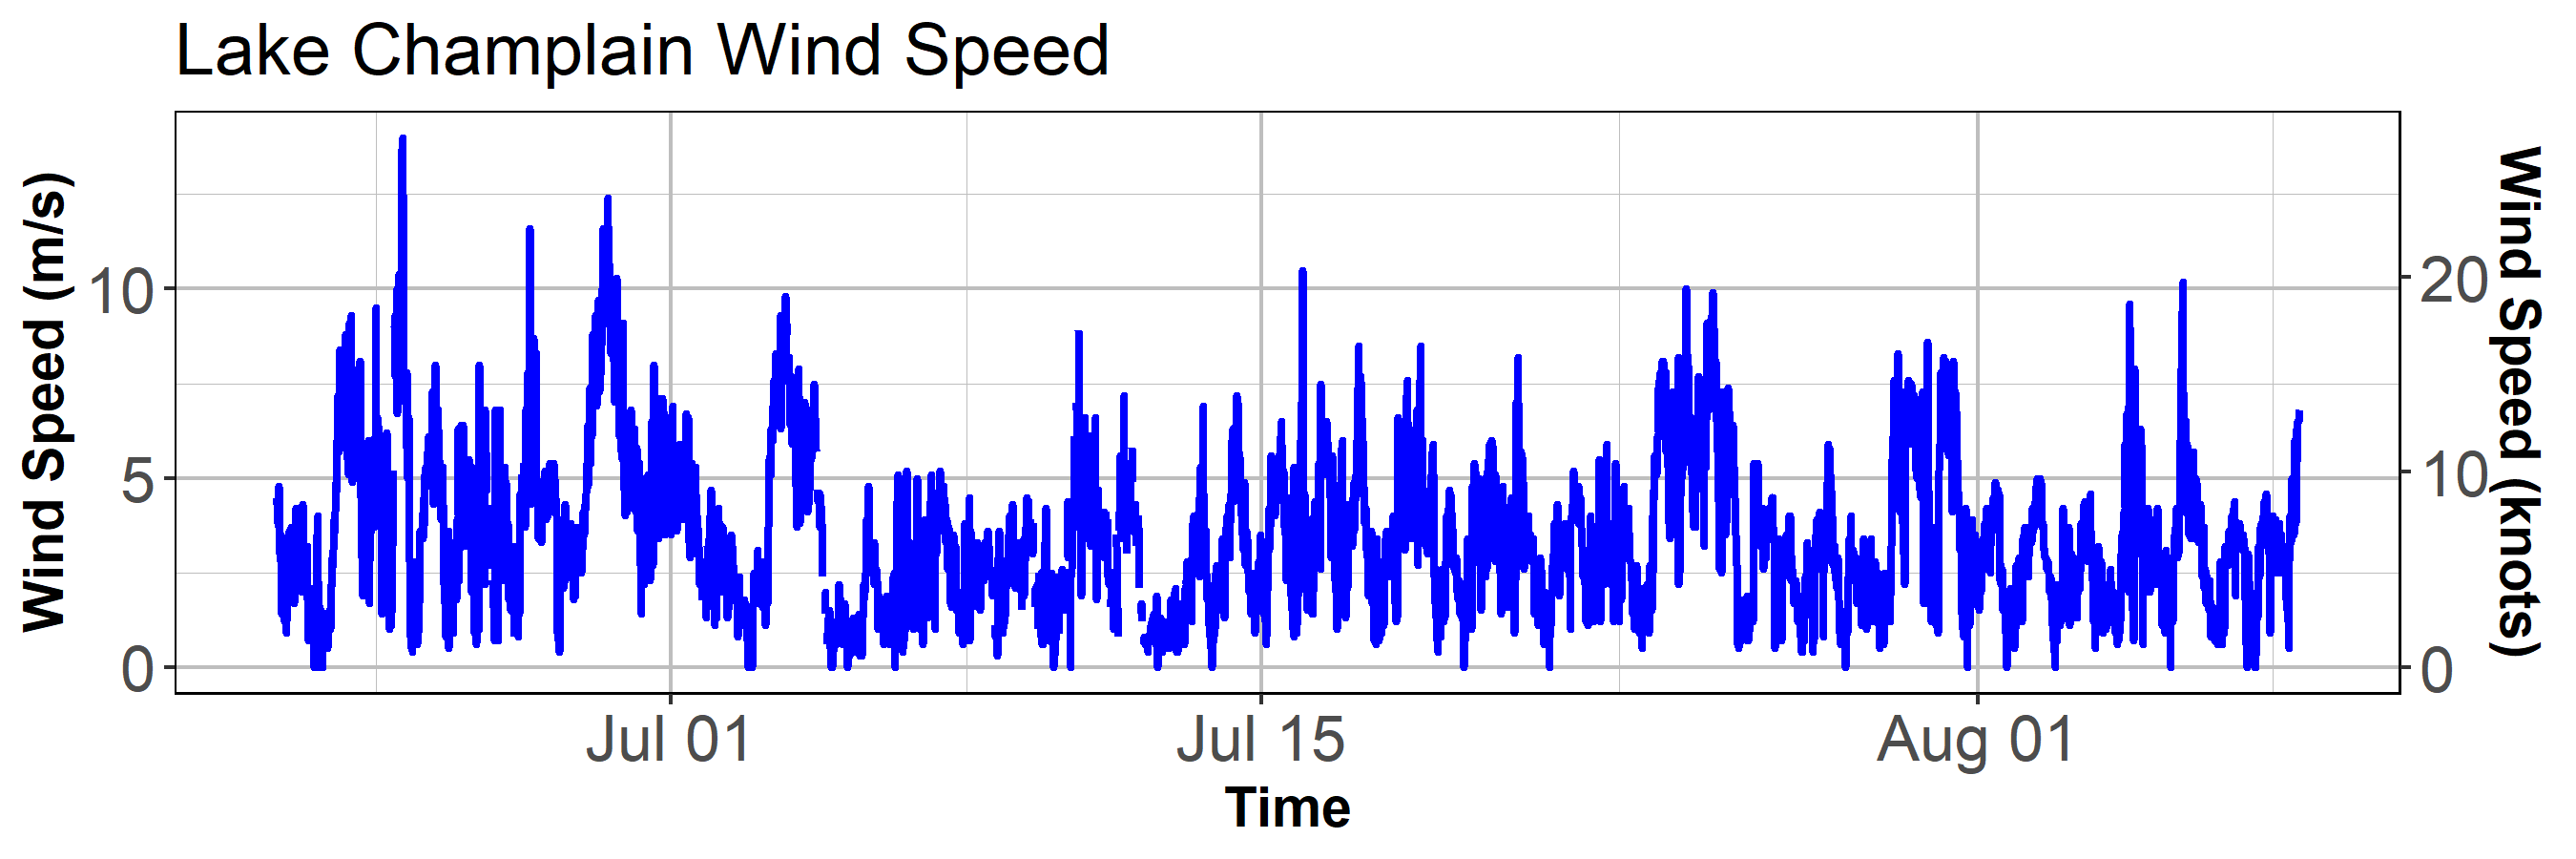 Lake Champlain Wind Speed
Wind Speed (m/s)
10
5
0
20
10
0
Wind Speed (knots)
Jul 01
Jul 15
Aug 01
Time